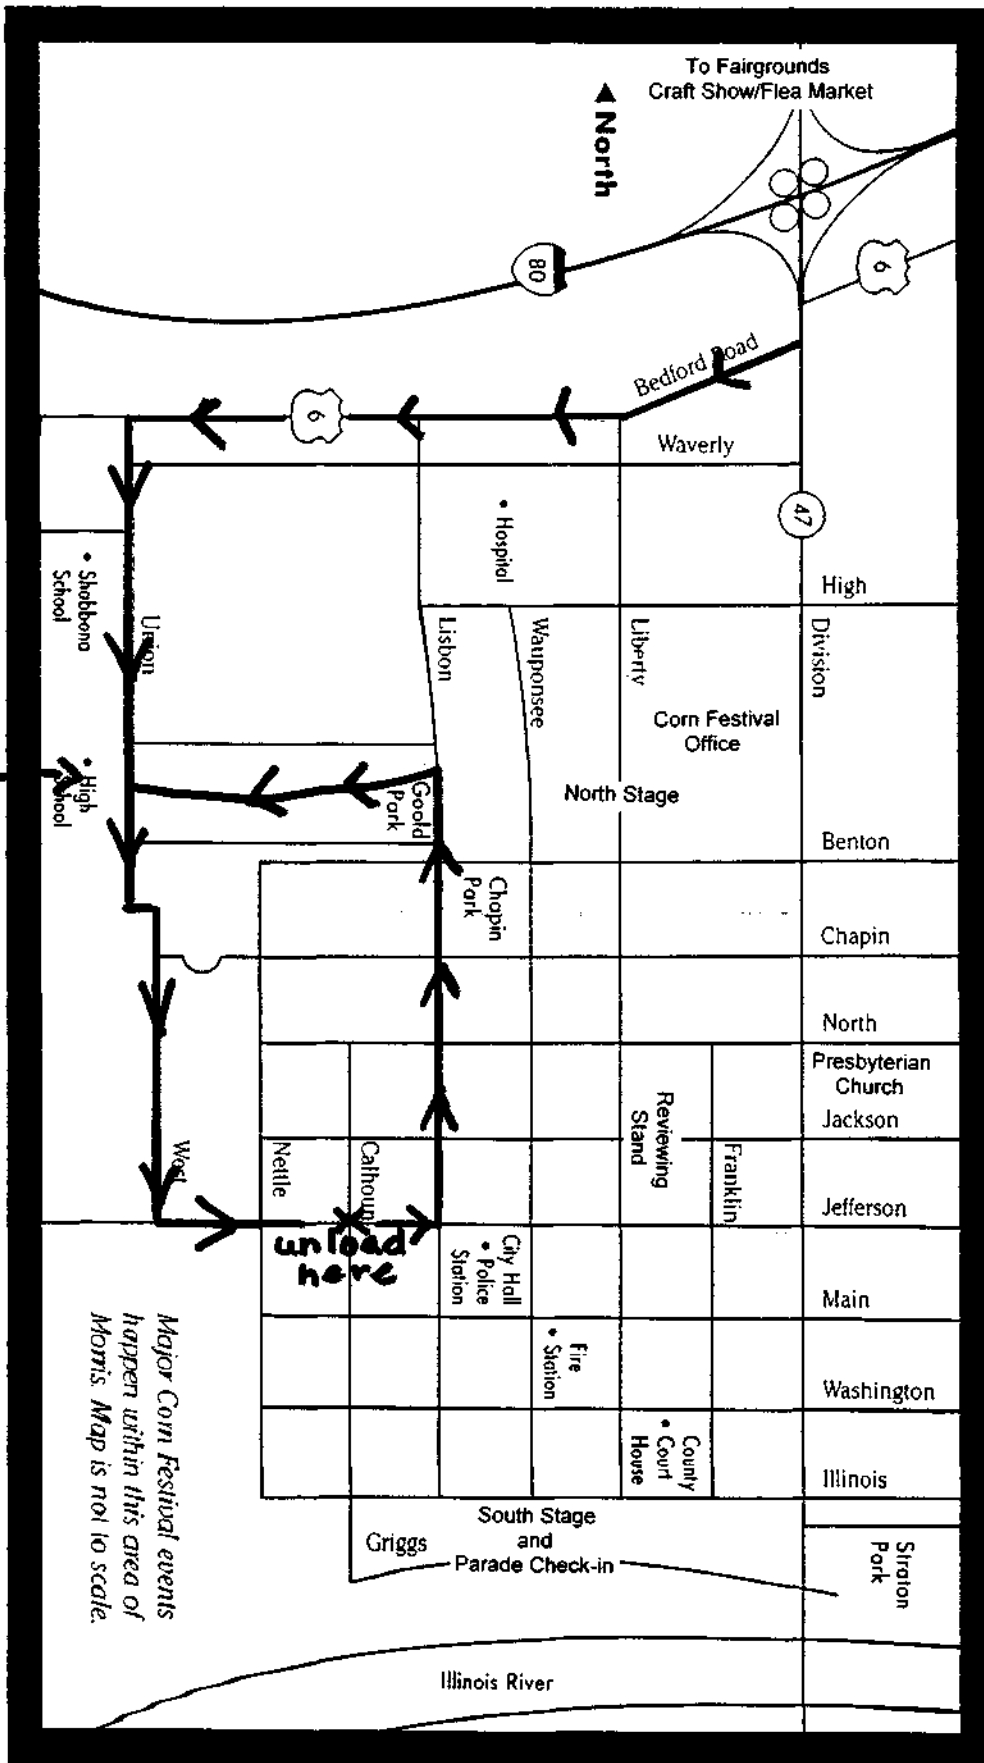 To Fairgrounds
Craft Show/Flea Market
North
6
80
Bedford Road
6
Waverly
47
• Hospital
High
• Shabbona
School
Union
Lisbon
Wauponsee
Liberty
Division
Corn Festival
Office
North Stage
• High
School
Goold
Park
Benton
Chapin
Park
Chapin
North
Presbyterian
Church
Reviewing
Stand
Jackson
West
Nettle
Calhoun
Franklin
Jefferson
unload
here
City Hall
• Police
Station
Main
Fire
• Station
Washington
County
• Court
House
Illinois
South Stage
and
Parade Check-in
Griggs
Straton
Park
Major Corn Festival events
happen within this area of
Morris. Map is not to scale.
Illinois River